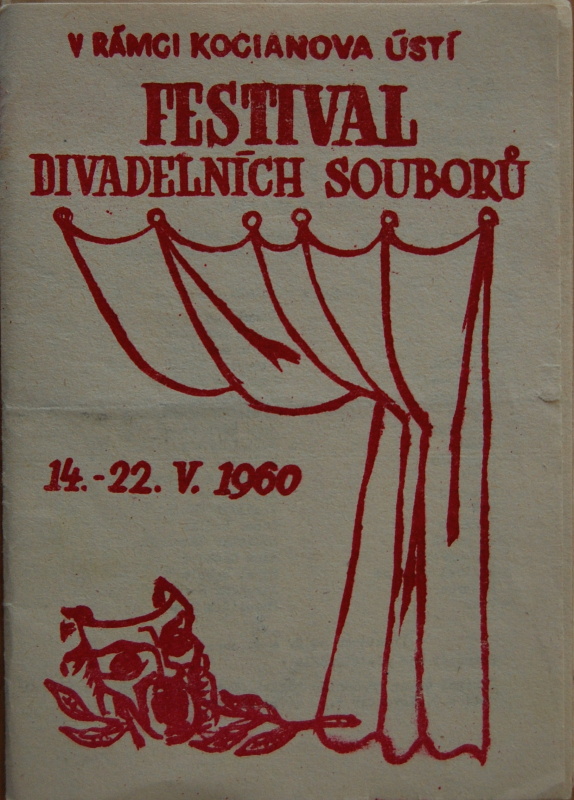 V RÁMCI KOCIANOVA ÚSTÍ
FESTIVAL
DIVADELNÍCH SOUBORŮ
14.-22. V. 1960